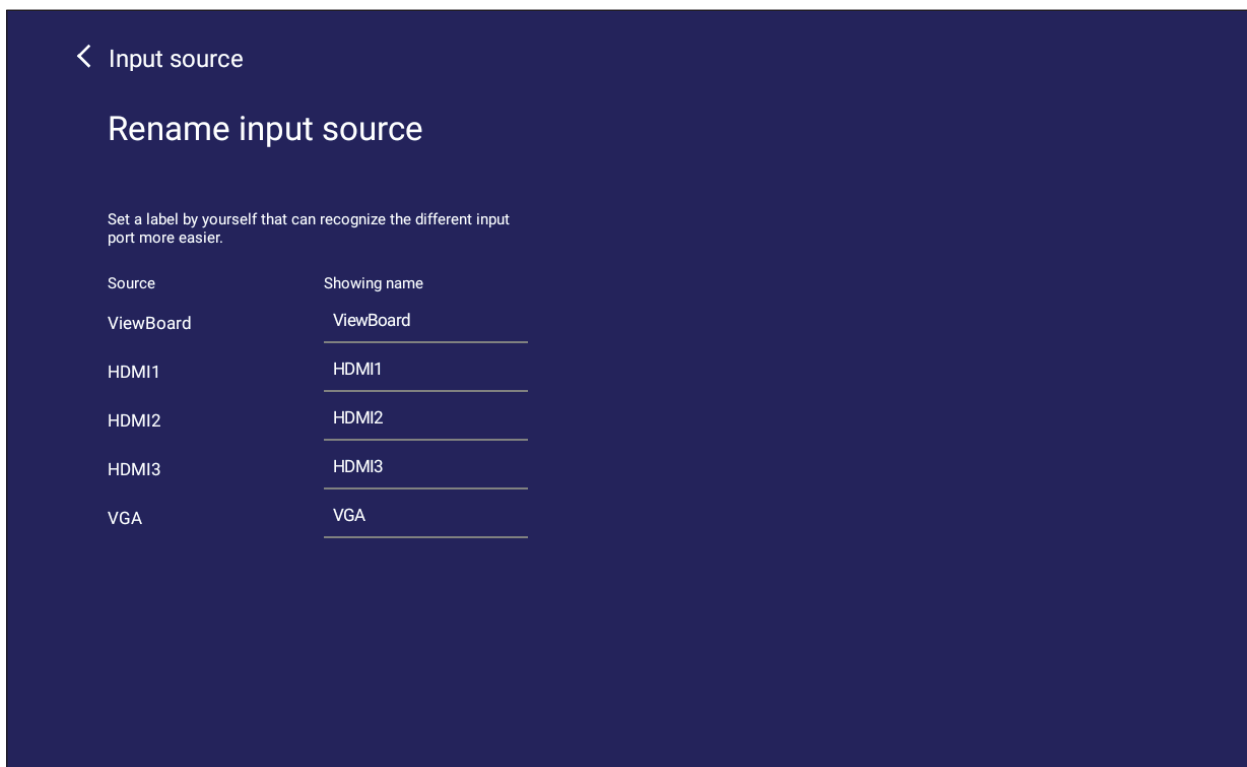 Input source
Rename input source
Set a label by yourself that can recognize the different input
port more easier.
Source Showing name
ViewBoard ViewBoard
HDMI1 HDMI1
HDMI2 HDMI2
HDMI3 HDMI3
VGA VGA